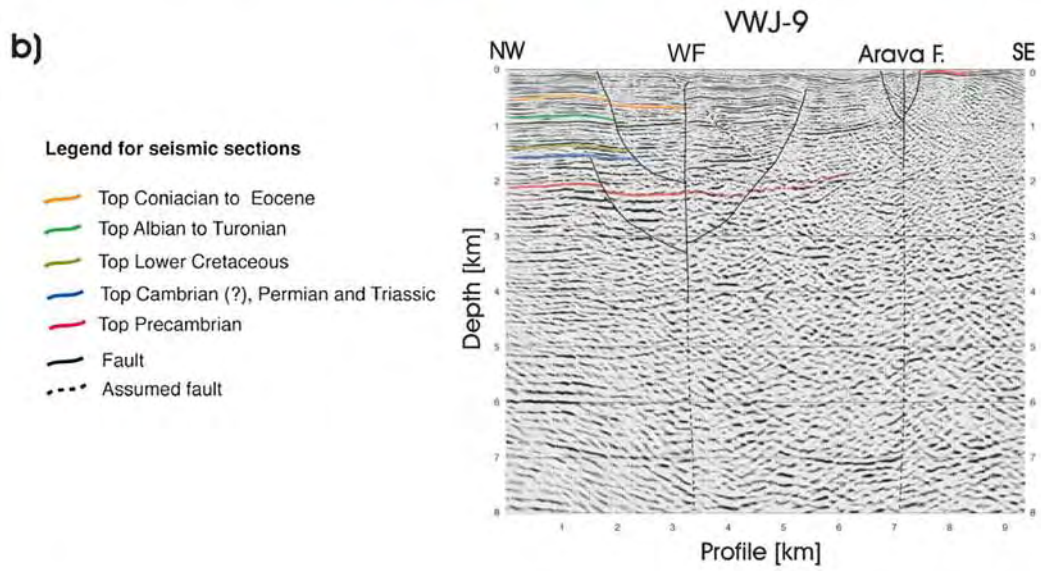 b)
VWJ-9
NW WF Arava F. SE
Legend for seismic sections
Top Coniacian to Eocene
Top Albian to Turonian
Top Lower Cretaceous
Top Cambrian (?), Permian and Triassic
Top Precambrian
Fault
Assumed fault
Depth [km]
0 0
1 1
2 2
3 3
4 4
5 5
6 6
7 7
8 8
1 2 3 4 5 6 7 8 9
Profile [km]